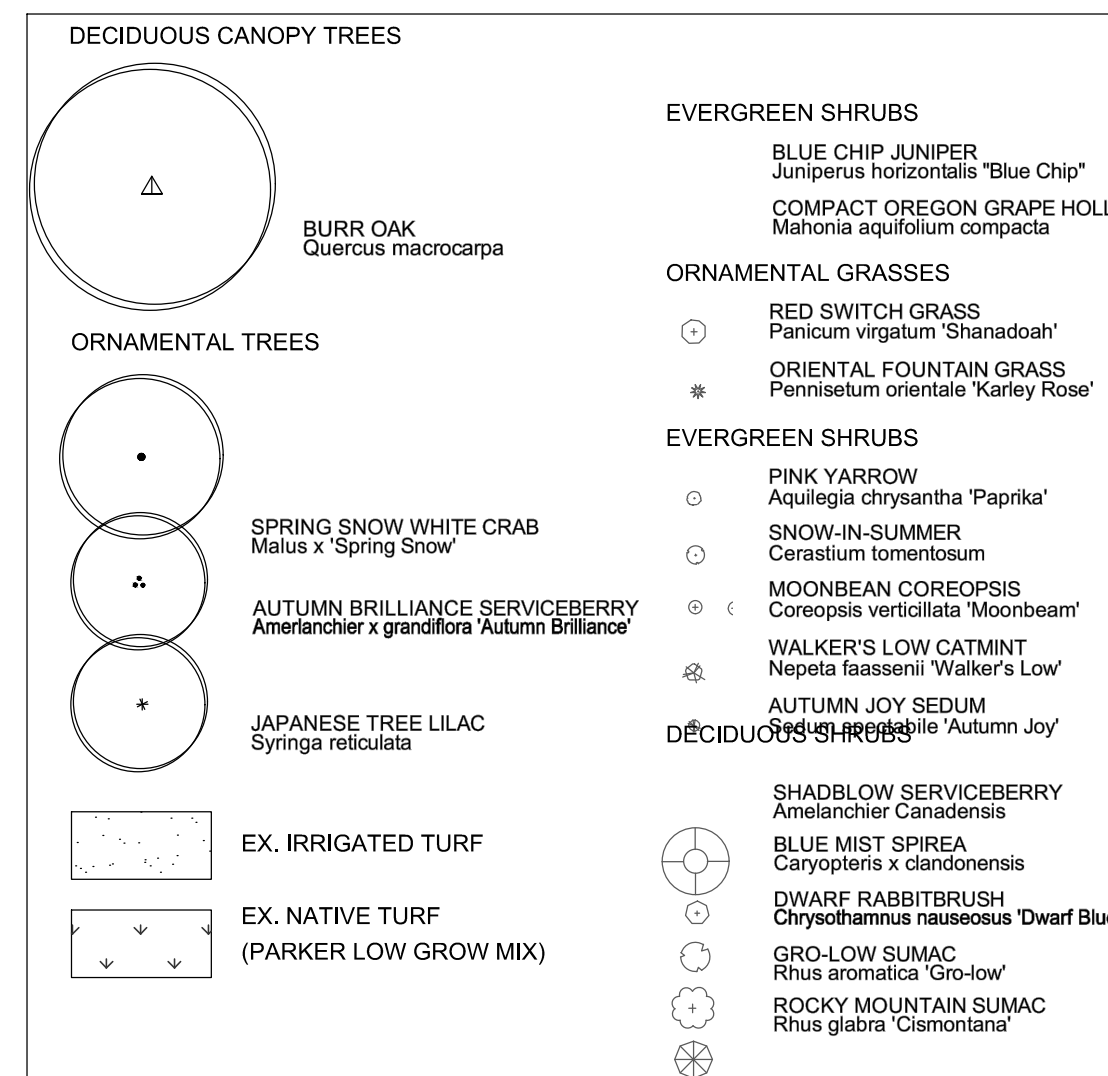 DECIDUOUS CANOPY TREES
BURR OAK
Quercus macrocarpa
ORNAMENTAL TREES
SPRING SNOW WHITE CRAB
Malus x 'Spring Snow'
AUTUMN BRILLIANCE SERVICEBERRY
Amerlanchier x grandiflora 'Autumn Brilliance'
JAPANESE TREE LILAC
Syringa reticulata
EX. IRRIGATED TURF
EX. NATIVE TURF
(PARKER LOW GROW MIX)
EVERGREEN SHRUBS
BLUE CHIP JUNIPER
Juniperus horizontalis "Blue Chip"
COMPACT OREGON GRAPE HOLL
Mahonia aquifolium compacta
ORNAMENTAL GRASSES
RED SWITCH GRASS
Panicum virgatum 'Shanadoah'
ORIENTAL FOUNTAIN GRASS
Pennisetum orientale 'Karley Rose'
EVERGREEN SHRUBS
PINK YARROW
Aquilegia chrysantha 'Paprika'
SNOW-IN-SUMMER
Cerastium tomentosum
MOONBEAN COREOPSIS
Coreopsis verticillata 'Moonbeam'
WALKER'S LOW CATMINT
Nepeta faassenii 'Walker's Low'
AUTUMN JOY SEDUM
Sedum spectabile 'Autumn Joy'
DECIDUOUS SHRUBS
SHADBLOW SERVICEBERRY
Amelanchier Canadensis
BLUE MIST SPIREA
Caryopteris x clandonensis
DWARF RABBITBRUSH
Chrysothamnus nauseosus 'Dwarf Blue
GRO-LOW SUMAC
Rhus aromatica 'Gro-low'
ROCKY MOUNTAIN SUMAC
Rhus glabra 'Cismontana'